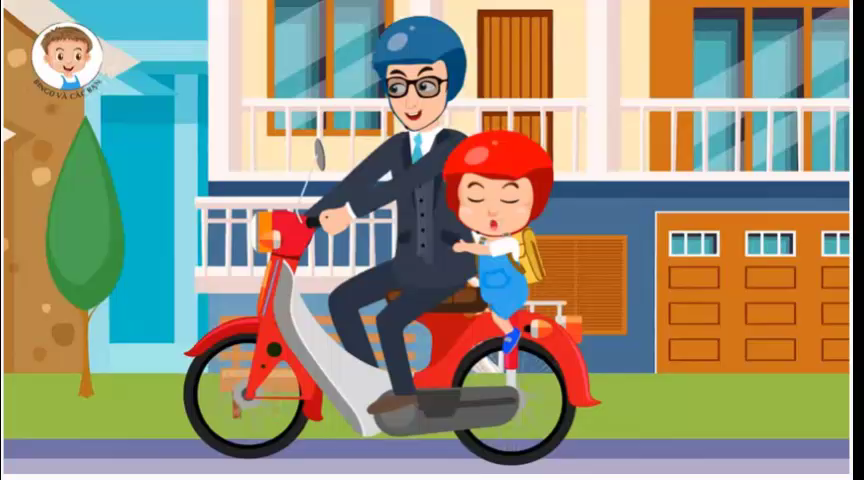 BINGO VÀ CÁC BẠN